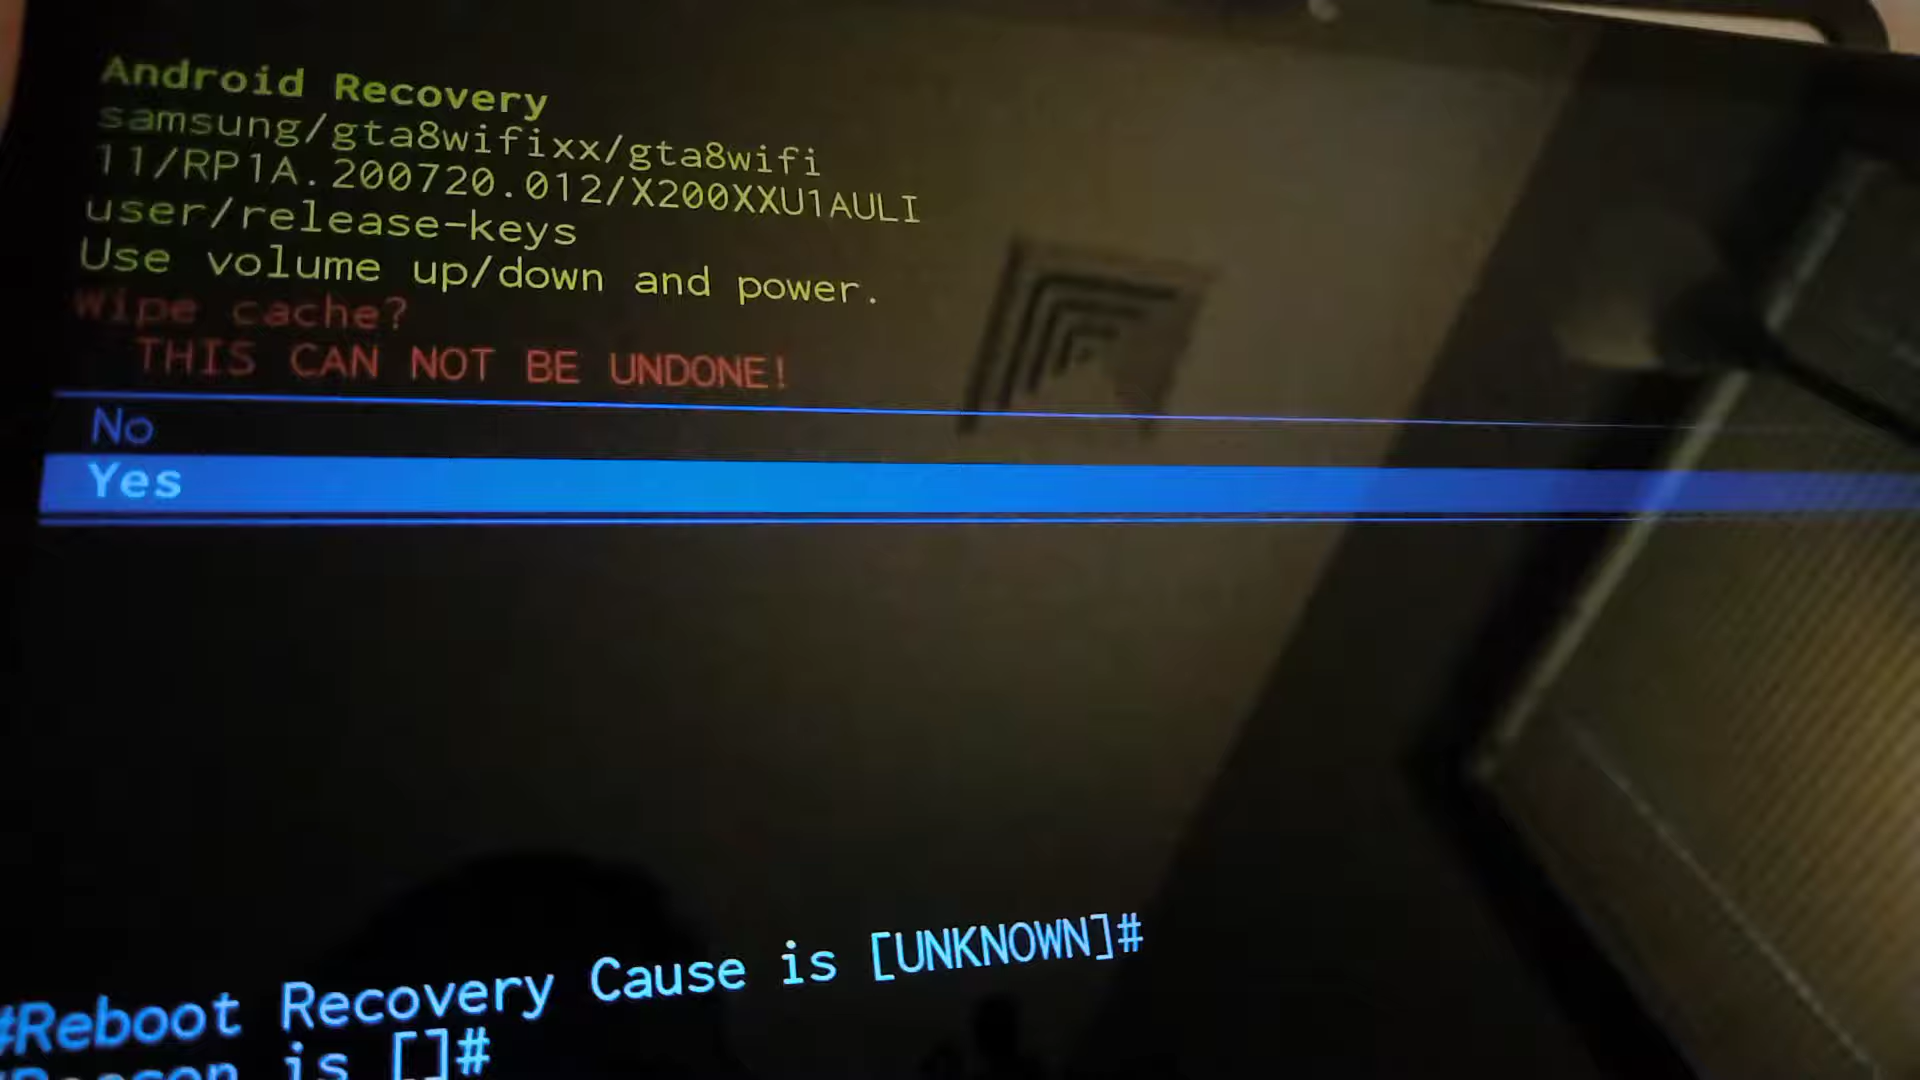 Android Recovery
samsung/gta8wifixx/gta8wifi
11/RP1A.200720.012/X200XXU1AULI
user/release-keys
Use volume up/down and power.
Wipe cache?
THIS CAN NOT BE UNDONE!
No
Yes
#Reboot Recovery Cause is [UNKNOWN]#
#Reason is []#